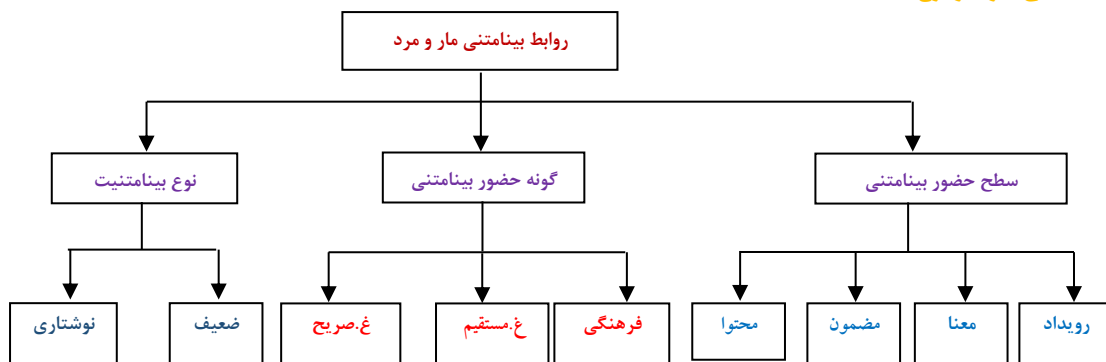 روابط بینامتنی مار و مرد
سطح حضور بینامتنی
گونه حضور بینامتنی
نوع بینامتنیت
رویداد
معنا
مضمون
محتوا
فرهنگی
غ.مستقیم
غ.صریح
ضعیف
نوشتاری